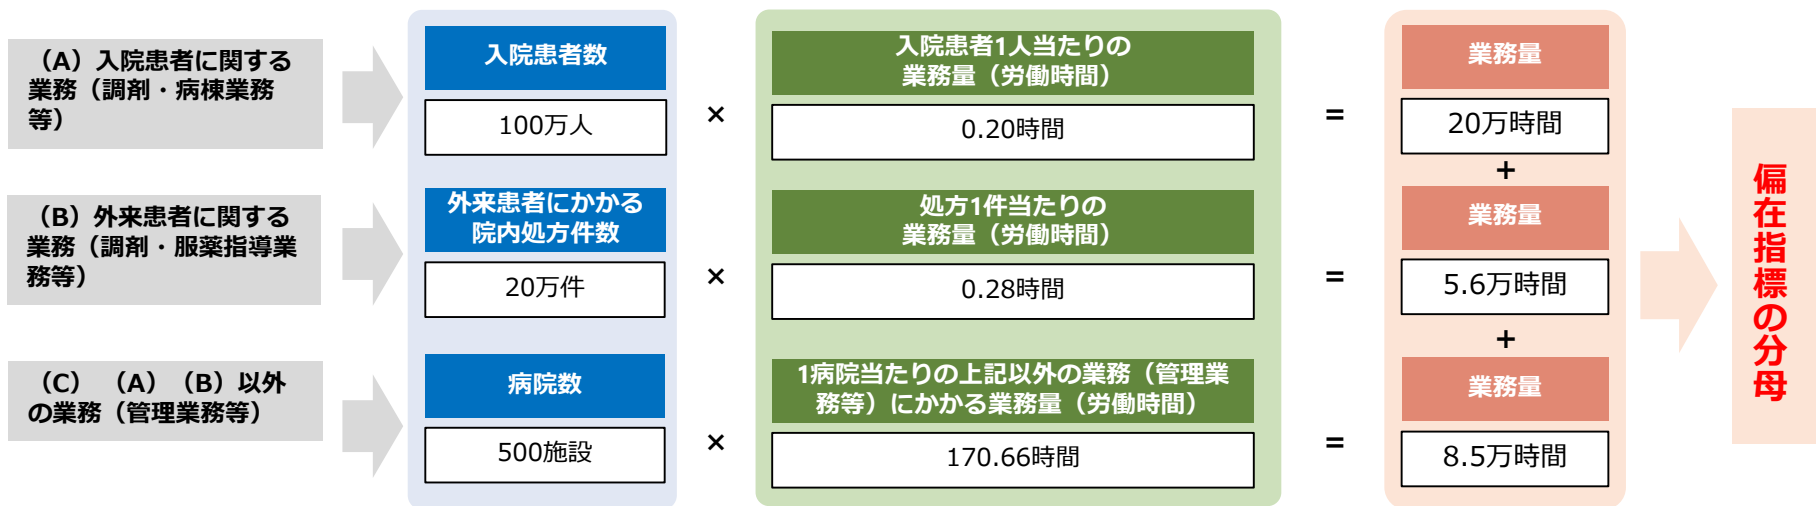 （A）入院患者に関する
業務（調剤・病棟業務
等）
入院患者数
100万人
×
入院患者1人当たりの
業務量（労働時間）
0.20時間
=
業務量
20万時間
+
（B）外来患者に関する
業務（調剤・服薬指導業
務等）
外来患者にかかる
院内処方件数
20万件
×
処方1件当たりの
業務量（労働時間）
0.28時間
=
業務量
5.6万時間
+
（C）（A）（B）以外
の業務（管理業務等）
病院数
500施設
×
1病院当たりの上記以外の業務（管理業
務等）にかかる業務量（労働時間）
170.66時間
=
業務量
8.5万時間
偏在指標の分母